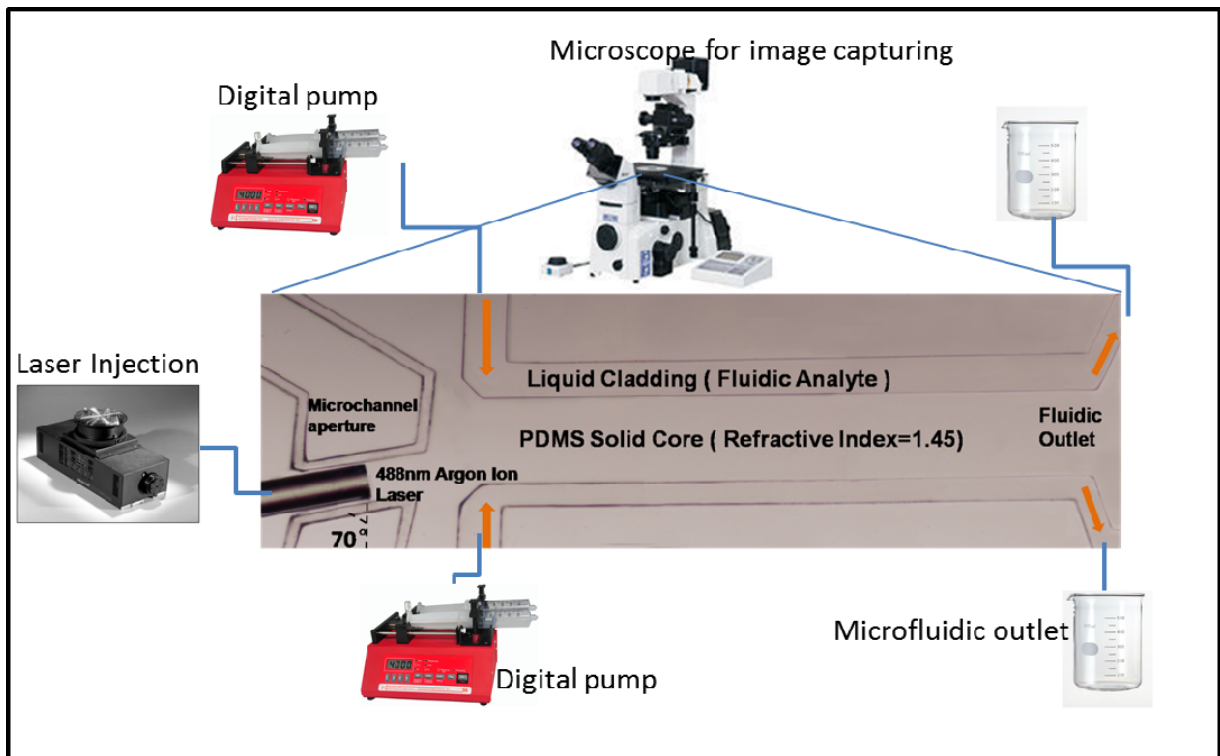 Microscope for image capturing
Digital pump
Laser Injection
Liquid Cladding ( Fluidic Analyte )
Microchannel
aperture
PDMS Solid Core ( Refractive Index=1.45)
Fluidic
Outlet
488nm Argon Ion
Laser
70°
Microfluidic outlet
Digital pump